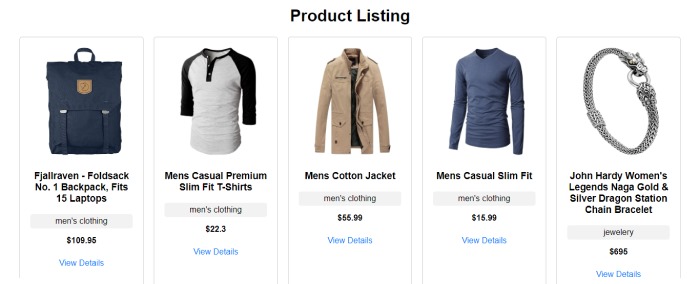 Product Listing
Fjallraven - Foldsack
No. 1 Backpack, Fits
15 Laptops
men's clothing
$109.95
View Details
Mens Casual Premium
Slim Fit T-Shirts
men's clothing
$22.3
View Details
Mens Cotton Jacket
men's clothing
$55.99
View Details
Mens Casual Slim Fit
men's clothing
$15.99
View Details
John Hardy Women's
Legends Naga Gold &
Silver Dragon Station
Chain Bracelet
jewelery
$695
View Details